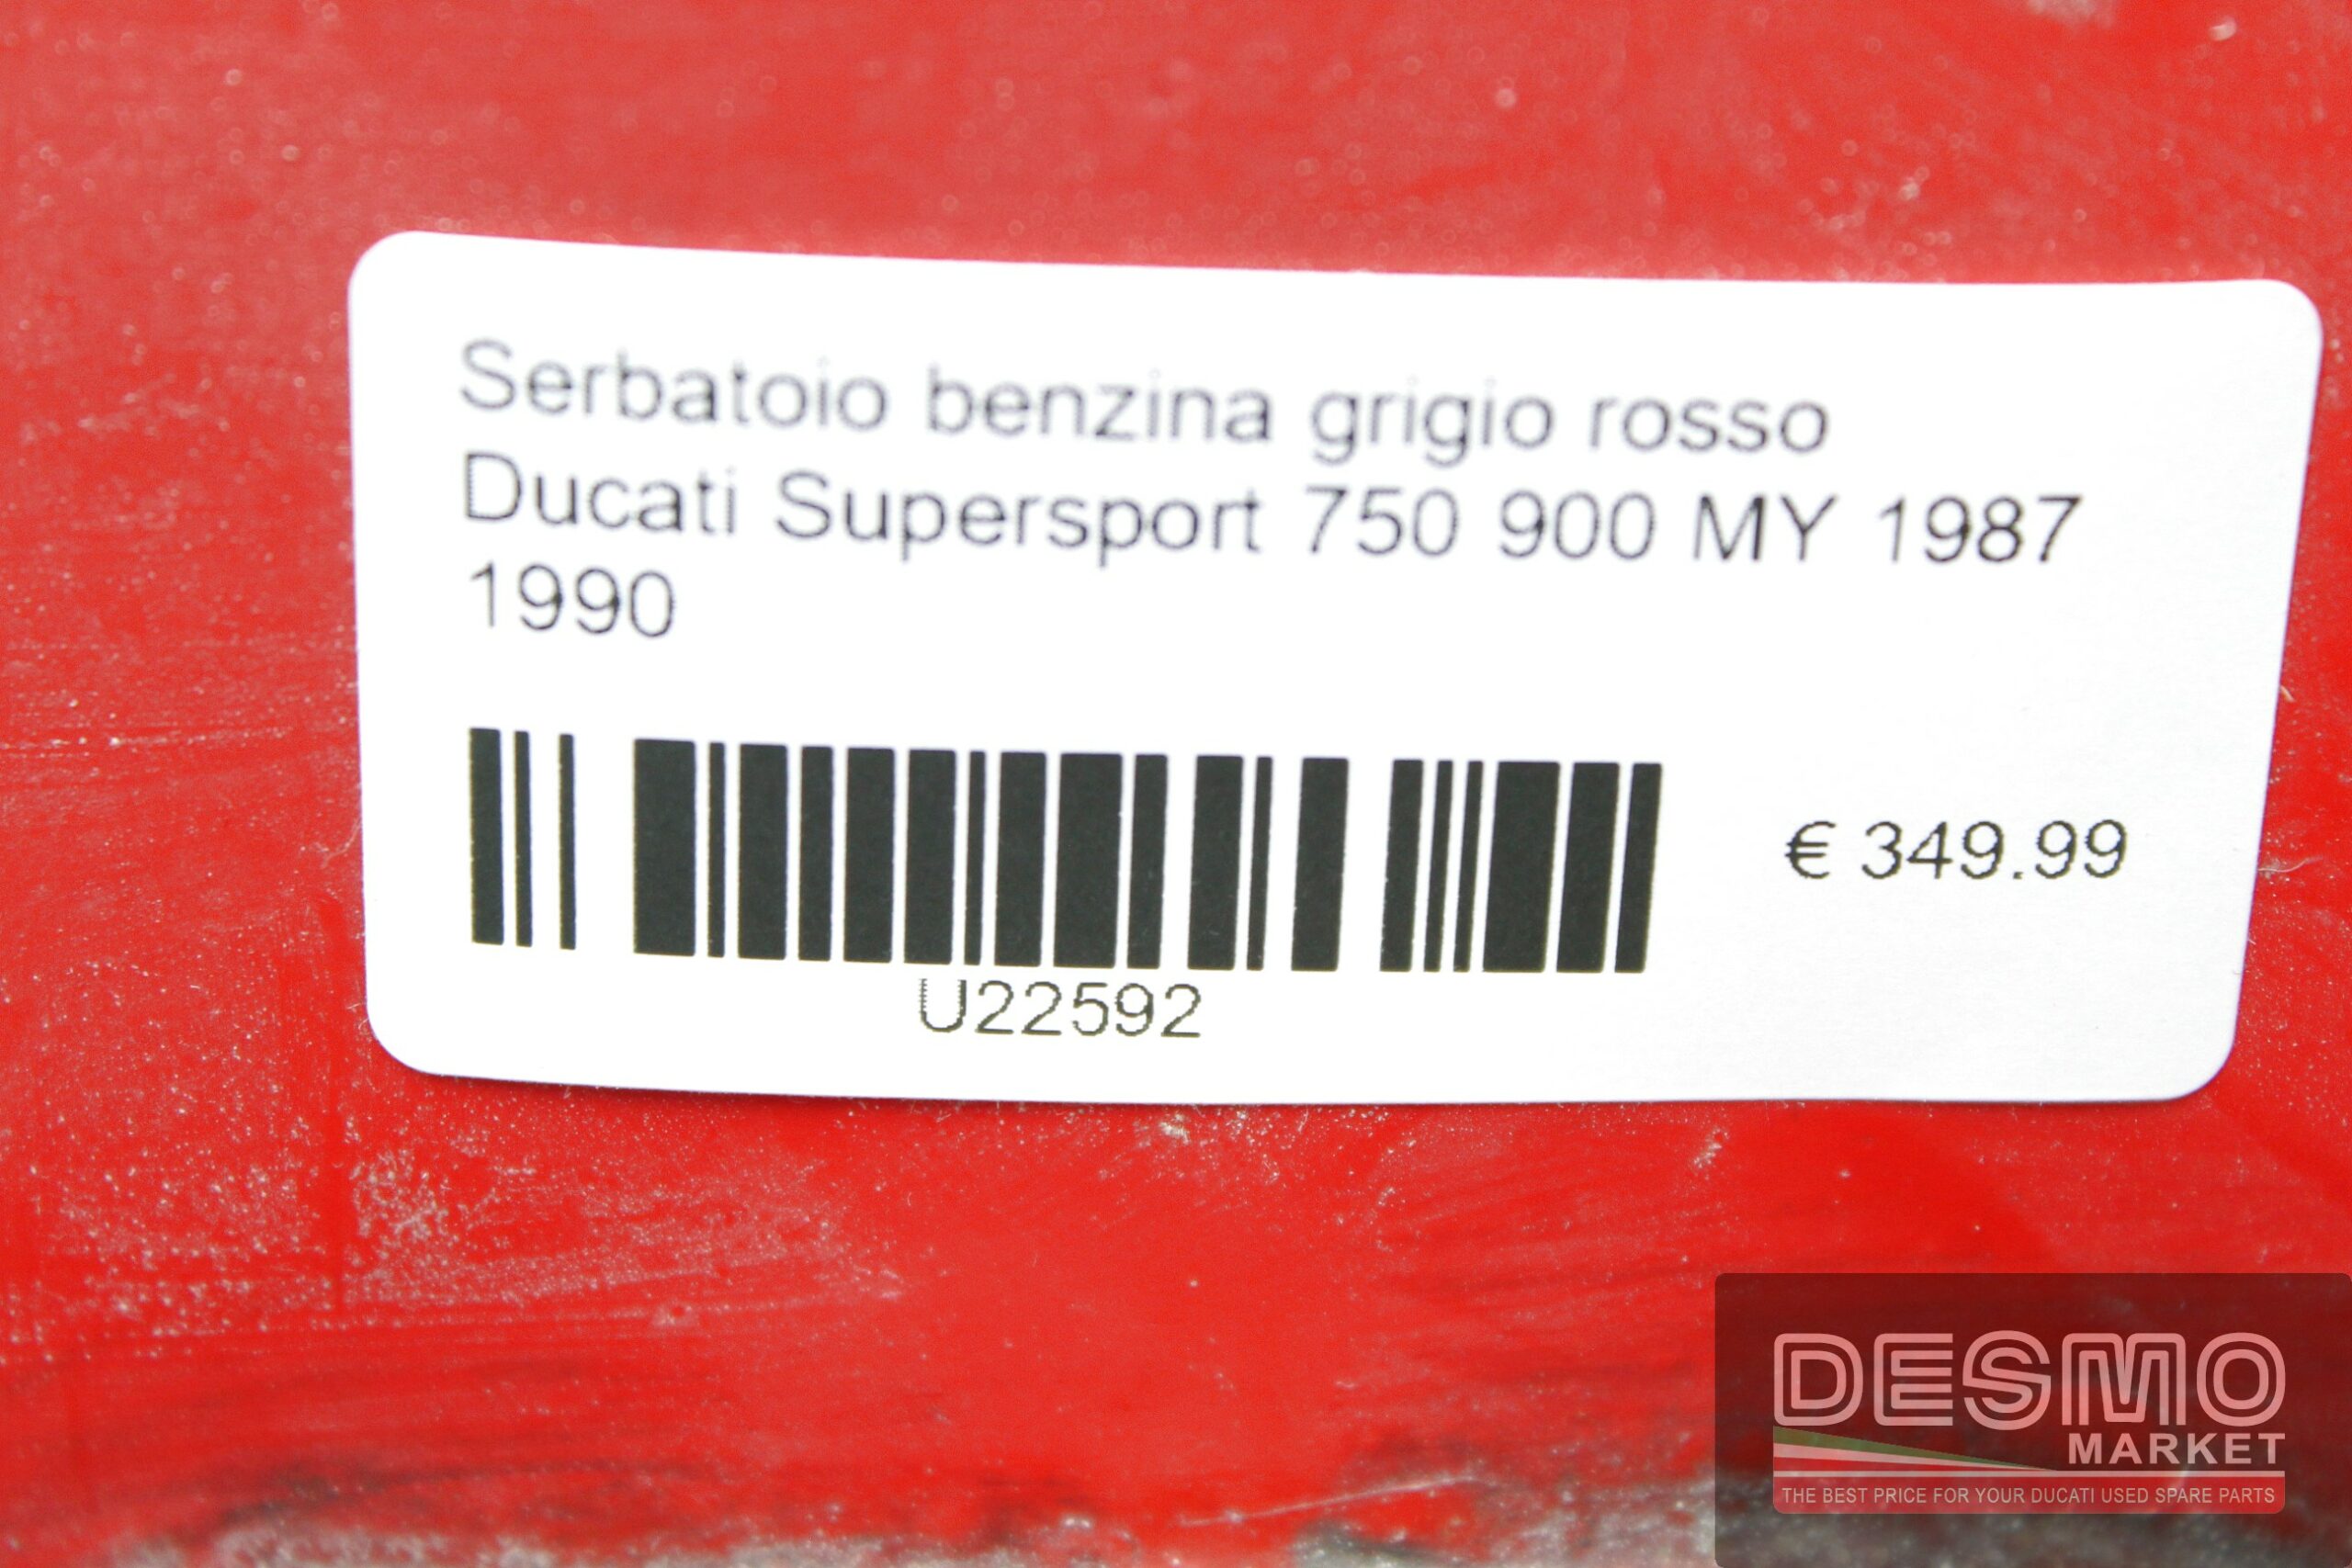 Serbatoio benzina grigio rosso
Ducati Supersport 750 900 MY 1987
1990
€ 349.99
U22592
DESMO
MARKET
THE BEST PRICE FOR YOUR DUCATI USED SPARE PARTS